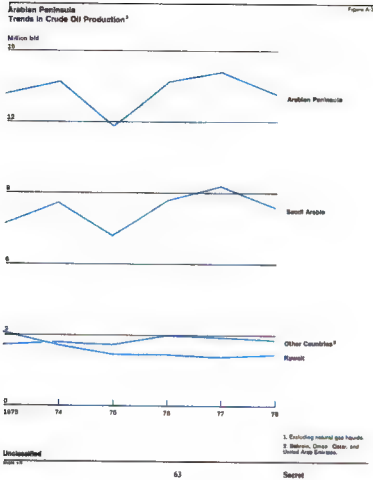 Arabian Peninsula
Trends in Crude Oil Production¹
Figure A-
Million b/d
15
Arabian Peninsula
12
9
Saudi Arabia
6
3
Other Countries²
Kuwait
0
1973 74 75 76 77 78
1. Excluding natural gas liquids.
2. Bahrain, Oman, Qatar, and
United Arab Emirates.
Unclassified
63 Secret